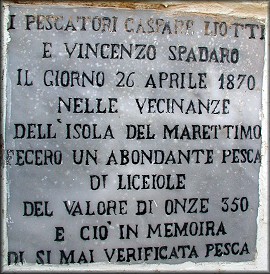 I PESCATORI GASPARE LIOTTI
E VINCENZO SPADARO
IL GIORNO 26 APRILE 1870
NELLE VECINANZE
DELL'ISOLA DEL MARETTIMO
FECERO UN ABONDANTE PESCA
DI LICEIOLE
DEL VALORE DI ONZE 350
E CIO' IN MEMOIRA
DI SI MAI VERIFICATA PESCA